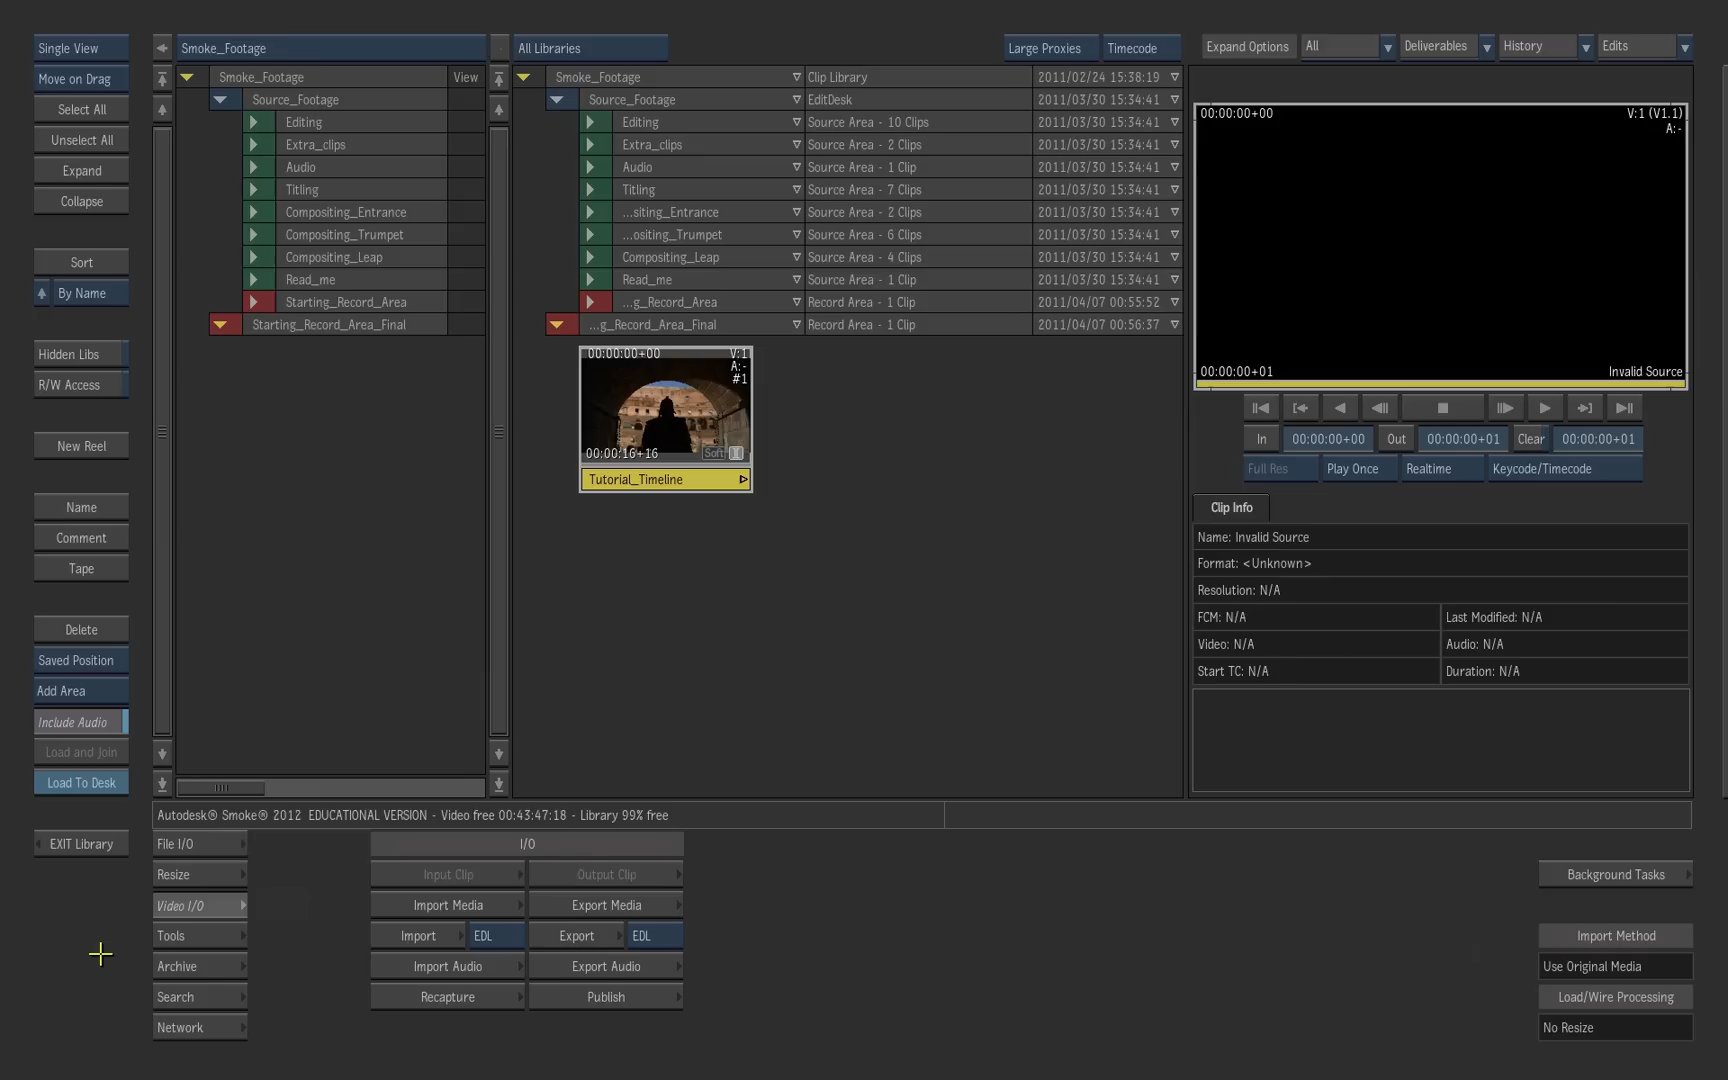 Single View
Smoke_Footage
All Libraries
Large Proxies
Timecode
Expand Options
All
Deliverables
History
Edits
Move on Drag
Select All
Unselect All
Expand
Collapse
Sort
By Name
Hidden Libs
R/W Access
New Reel
Name
Comment
Tape
Delete
Saved Position
Add Area
Include Audio
Load and Join
Load To Desk
EXIT Library
Smoke_Footage View
Source_Footage
Editing
Extra_clips
Audio
Titling
Compositing_Entrance
Compositing_Trumpet
Compositing_Leap
Read_me
Starting_Record_Area
Starting_Record_Area_Final
Smoke_Footage Clip Library 2011/02/24 15:38:19
Source_Footage EditDesk 2011/03/30 15:34:41
Editing Source Area - 10 Clips 2011/03/30 15:34:41
Extra_clips Source Area - 2 Clips 2011/03/30 15:34:41
Audio Source Area - 1 Clip 2011/03/30 15:34:41
Titling Source Area - 7 Clips 2011/03/30 15:34:41
...siting_Entrance Source Area - 2 Clips 2011/03/30 15:34:41
...ositing_Trumpet Source Area - 6 Clips 2011/03/30 15:34:41
Compositing_Leap Source Area - 4 Clips 2011/03/30 15:34:41
Read_me Source Area - 1 Clip 2011/03/30 15:34:41
...g_Record_Area Record Area - 1 Clip 2011/04/07 00:55:52
...g_Record_Area_Final Record Area - 1 Clip 2011/04/07 00:56:37
00:00:00+00 V:1
A:-
#1
00:00:16+16 Soft
Tutorial_Timeline
00:00:00+00 V:1 (V1.1)
A:-
00:00:00+01 Invalid Source
In 00:00:00+00 Out 00:00:00+01 Clear 00:00:00+01
Full Res Play Once Realtime Keycode/Timecode
Clip Info
Name: Invalid Source
Format: <Unknown>
Resolution: N/A
FCM: N/A Last Modified: N/A
Video: N/A Audio: N/A
Start TC: N/A Duration: N/A
Autodesk® Smoke® 2012 EDUCATIONAL VERSION - Video free 00:43:47:18 - Library 99% free
File I/O
Resize
Video I/O
Tools
Archive
Search
Network
I/O
Input Clip Output Clip
Import Media Export Media
Import EDL Export EDL
Import Audio Export Audio
Recapture Publish
Background Tasks
Import Method
Use Original Media
Load/Wire Processing
No Resize